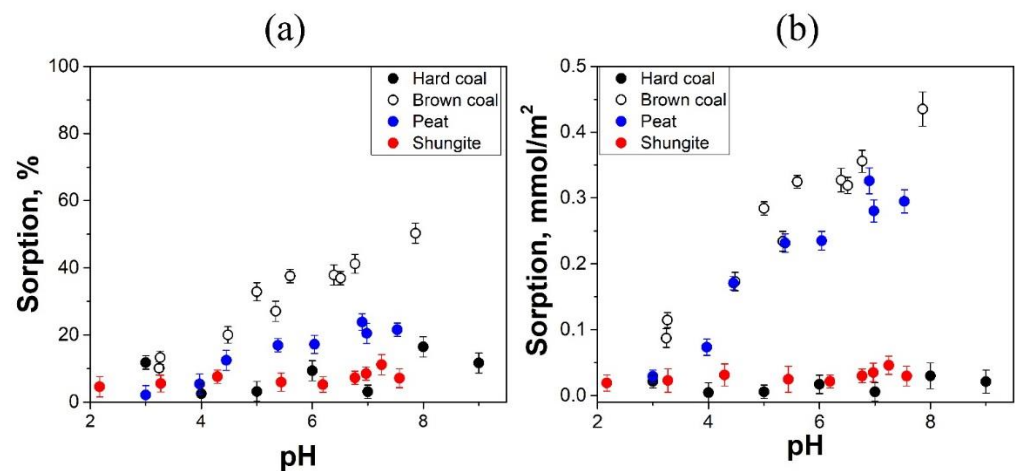 (a)
(b)
100
80
60
40
20
0
2
4
6
8
Sorption, %
pH
Hard coal
Brown coal
Peat
Shungite
0.5
0.4
0.3
0.2
0.1
0.0
2
4
6
8
Sorption, mmol/m²
pH
Hard coal
Brown coal
Peat
Shungite